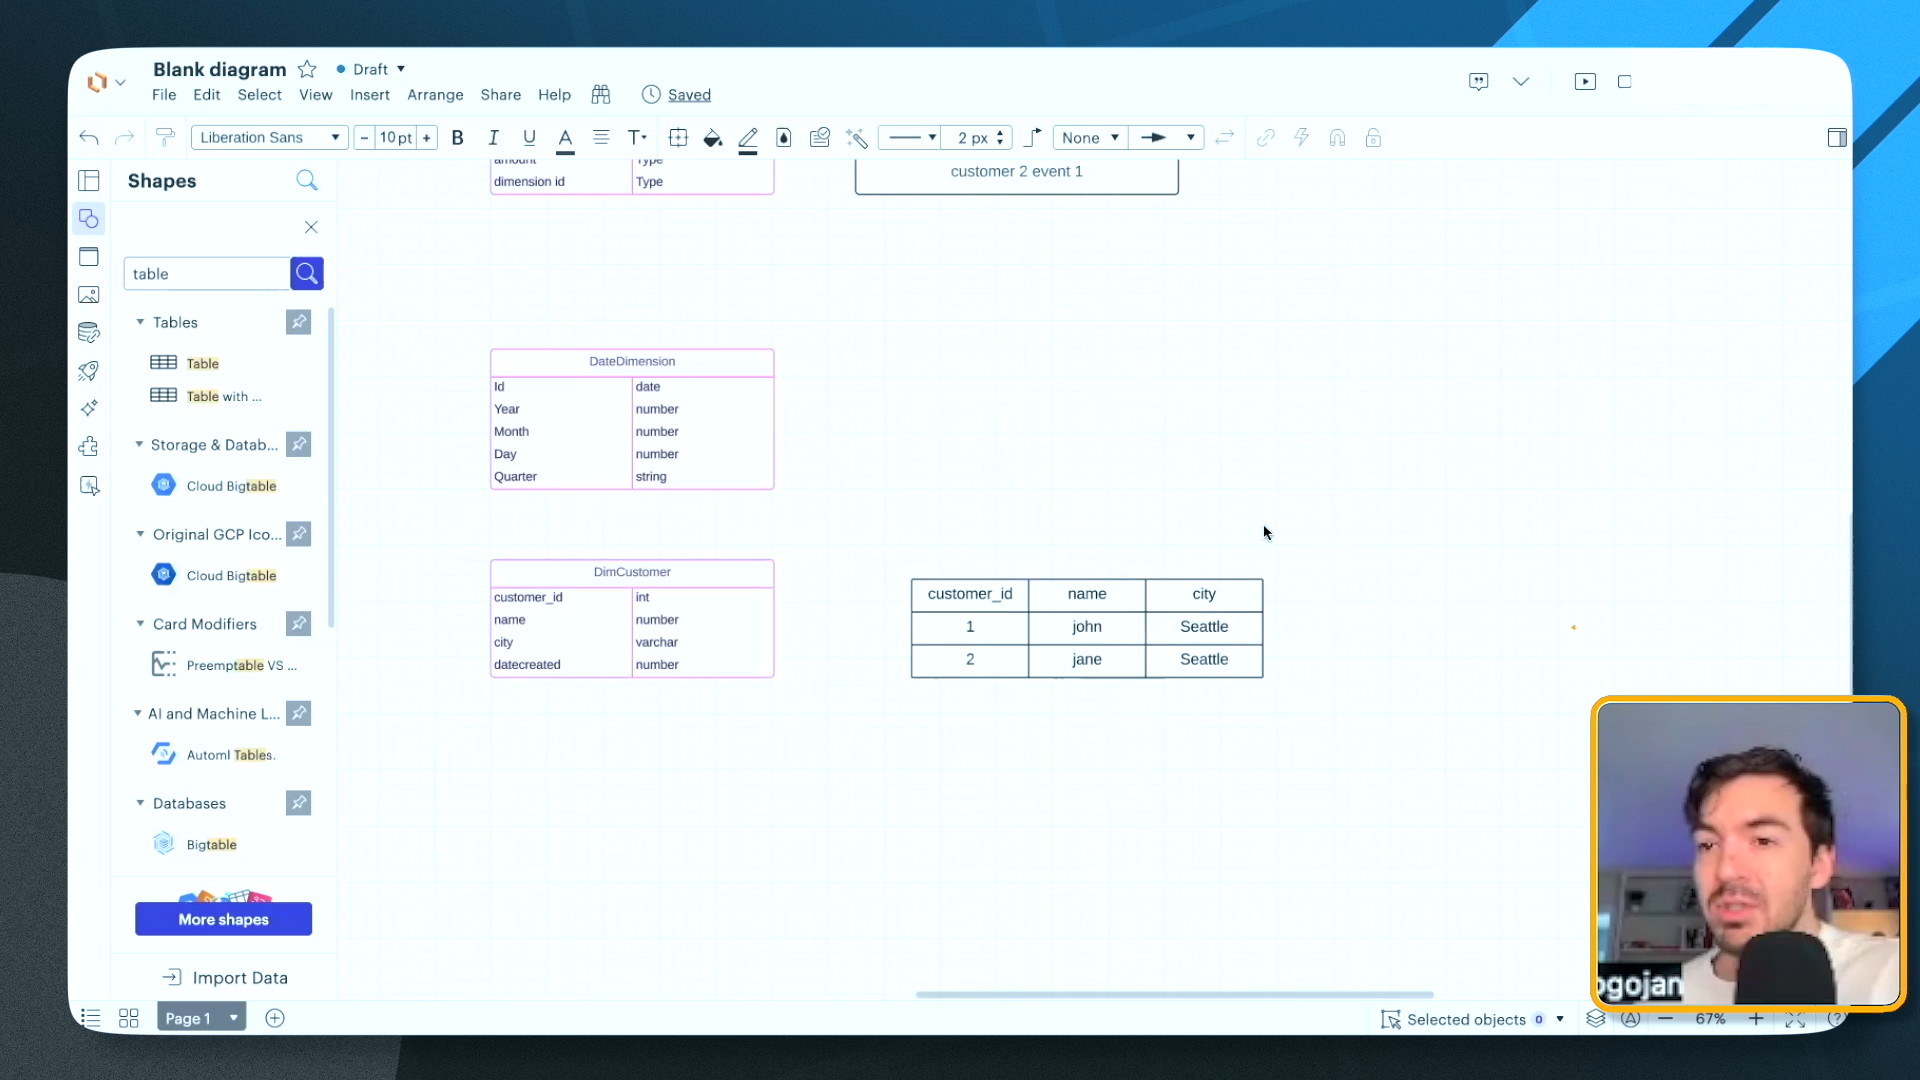 Blank diagram
Draft
File Edit Select View Insert Arrange Share Help
Saved
Liberation Sans
- 10 pt +
B I U A T
2 px
None
Shapes
table
Tables
Table
Table with ...
Storage & Datab...
Cloud Bigtable
Original GCP Ico...
Cloud Bigtable
Card Modifiers
Preemptable VS ...
AI and Machine L...
Automl Tables.
Databases
Bigtable
More shapes
Import Data
amount Type
dimension id Type
customer 2 event 1
DateDimension
Id date
Year number
Month number
Day number
Quarter string
DimCustomer
customer_id int
name number
city varchar
datecreated number
customer_id name city
1 john Seattle
2 jane Seattle
ogojan
Page 1
Selected objects 0
67%